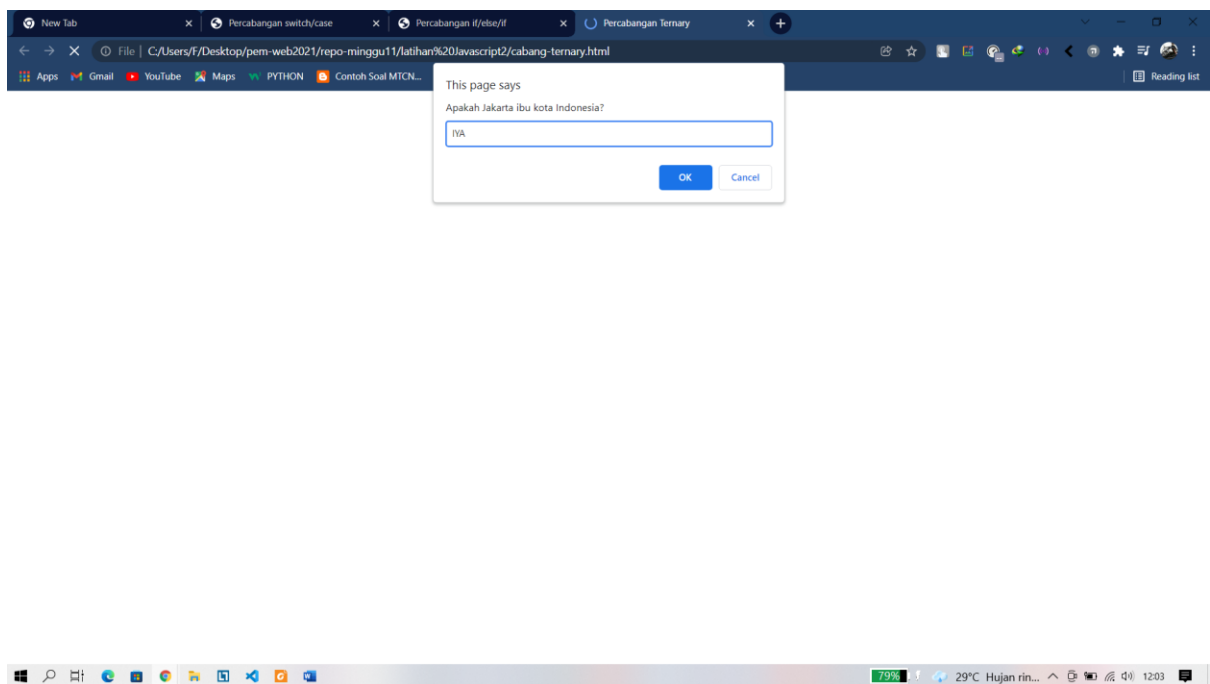 New Tab
Percabangan switch/case
Percabangan if/else/if
Percabangan Ternary
File | C:/Users/F/Desktop/pem-web2021/repo-minggu11/latihan%20Javascript2/cabang-ternary.html
Apps
Gmail
YouTube
Maps
PYTHON
Contoh Soal MTCN...
Reading list
This page says
Apakah Jakarta ibu kota Indonesia?
IYA
OK
Cancel
79%
29°C Hujan rin...
12:03